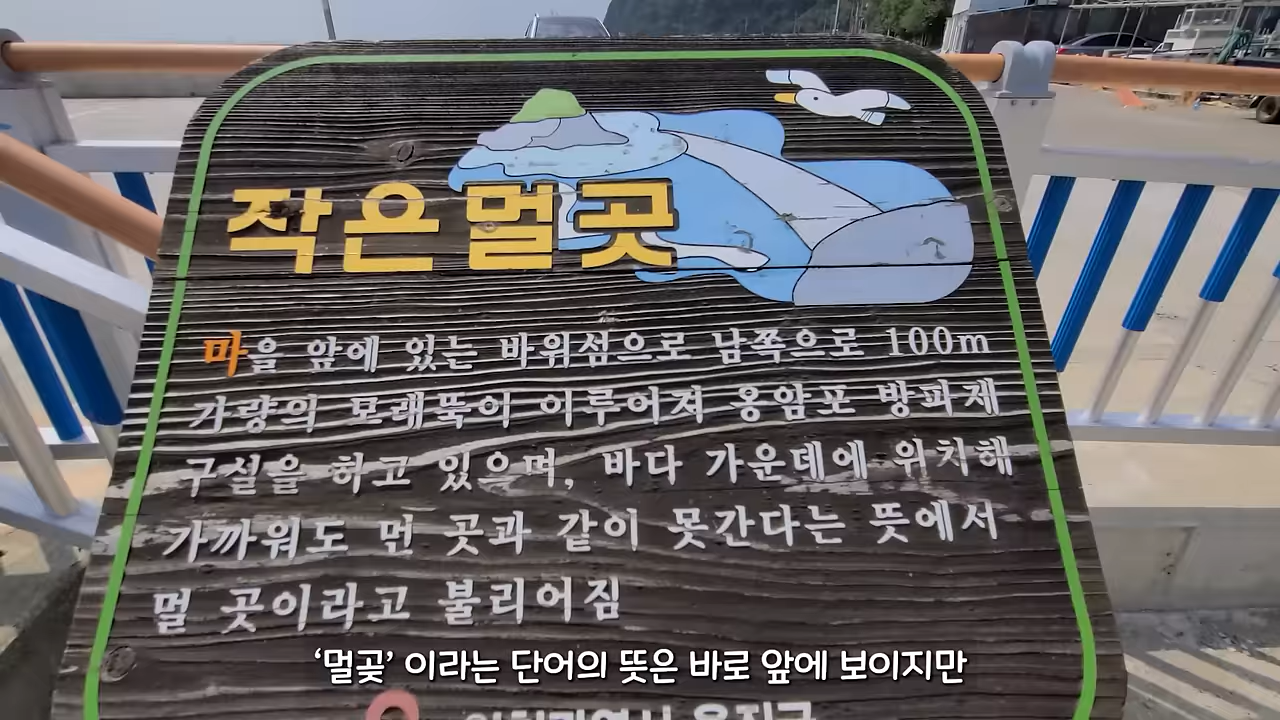 작은멀곳
마을 앞에 있는 바위섬으로 남쪽으로 100m
가량의 모래뚝이 이루어져 옹암포 방파제
구실을 하고 있으며, 바다 가운데에 위치해
가까워도 먼 곳과 같이 못간다는 뜻에서
멀 곳이라고 불리어짐
‘멀곶’ 이라는 단어의 뜻은 바로 앞에 보이지만